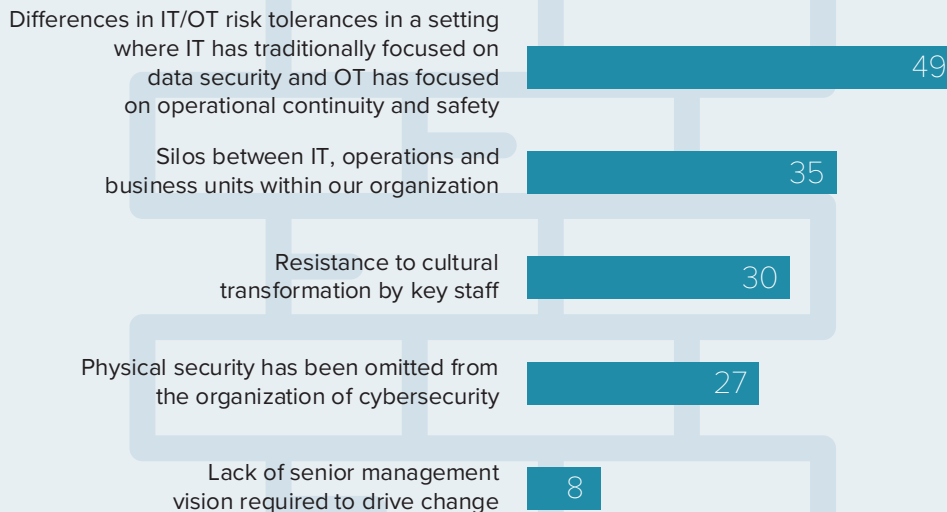 Differences in IT/OT risk tolerances in a setting
where IT has traditionally focused on
data security and OT has focused
on operational continuity and safety
49
Silos between IT, operations and
business units within our organization
35
Resistance to cultural
transformation by key staff
30
Physical security has been omitted from
the organization of cybersecurity
27
Lack of senior management
vision required to drive change
8